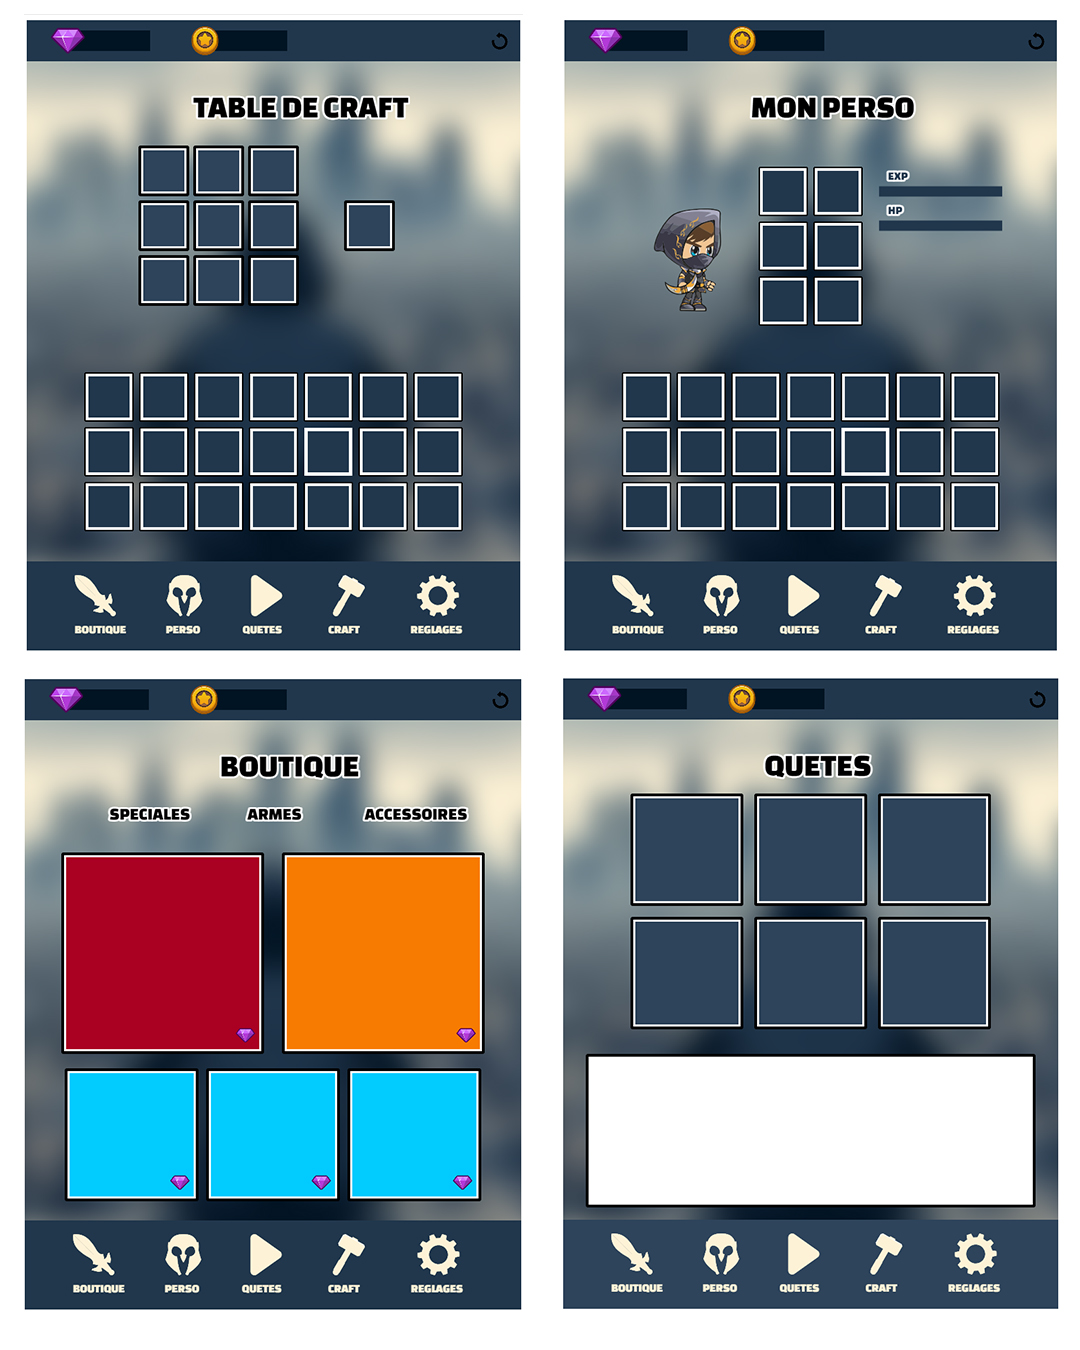 TABLE DE CRAFT
BOUTIQUE PERSO QUETES CRAFT REGLAGES
MON PERSO
EXP
HP
BOUTIQUE PERSO QUETES CRAFT REGLAGES
BOUTIQUE
SPECIALES ARMES ACCESSOIRES
BOUTIQUE PERSO QUETES CRAFT REGLAGES
QUETES
BOUTIQUE PERSO QUETES CRAFT REGLAGES